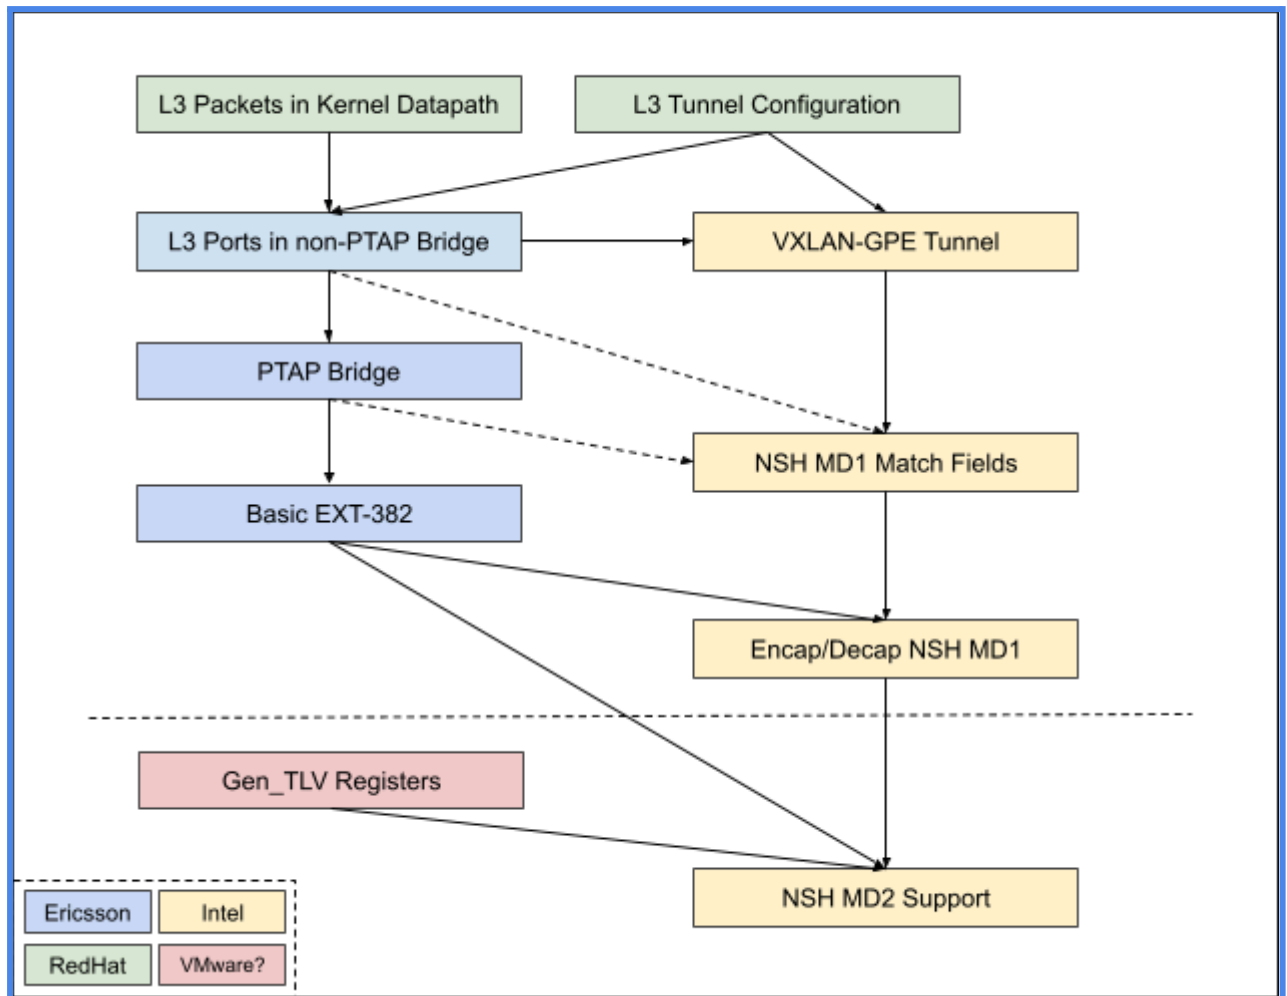 L3 Packets in Kernel Datapath
L3 Tunnel Configuration
L3 Ports in non-PTAP Bridge
VXLAN-GPE Tunnel
PTAP Bridge
NSH MD1 Match Fields
Basic EXT-382
Encap/Decap NSH MD1
Gen_TLV Registers
NSH MD2 Support
Ericsson
Intel
RedHat
VMware?